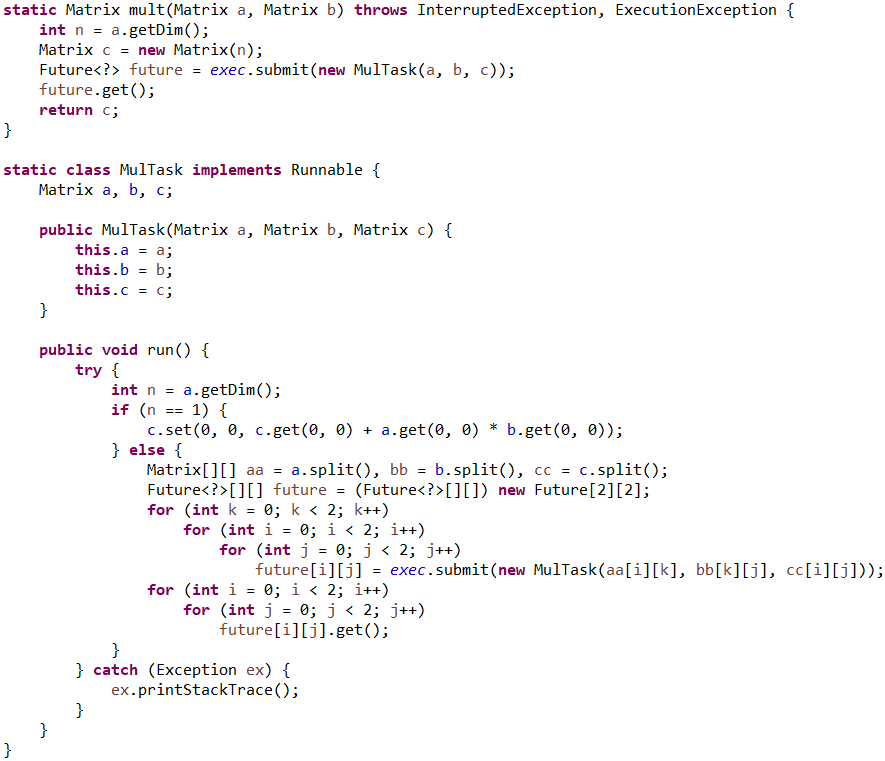 static Matrix mult(Matrix a, Matrix b) throws InterruptedException, ExecutionException {
    int n = a.getDim();
    Matrix c = new Matrix(n);
    Future<?> future = exec.submit(new MulTask(a, b, c));
    future.get();
    return c;
}

static class MulTask implements Runnable {
    Matrix a, b, c;

    public MulTask(Matrix a, Matrix b, Matrix c) {
        this.a = a;
        this.b = b;
        this.c = c;
    }

    public void run() {
        try {
            int n = a.getDim();
            if (n == 1) {
                c.set(0, 0, c.get(0, 0) + a.get(0, 0) * b.get(0, 0));
            } else {
                Matrix[][] aa = a.split(), bb = b.split(), cc = c.split();
                Future<?>[][] future = (Future<?>[][]) new Future[2][2];
                for (int k = 0; k < 2; k++)
                    for (int i = 0; i < 2; i++)
                        for (int j = 0; j < 2; j++)
                            future[i][j] = exec.submit(new MulTask(aa[i][k], bb[k][j], cc[i][j]));
                for (int i = 0; i < 2; i++)
                    for (int j = 0; j < 2; j++)
                        future[i][j].get();
            }
        } catch (Exception ex) {
            ex.printStackTrace();
        }
    }
}